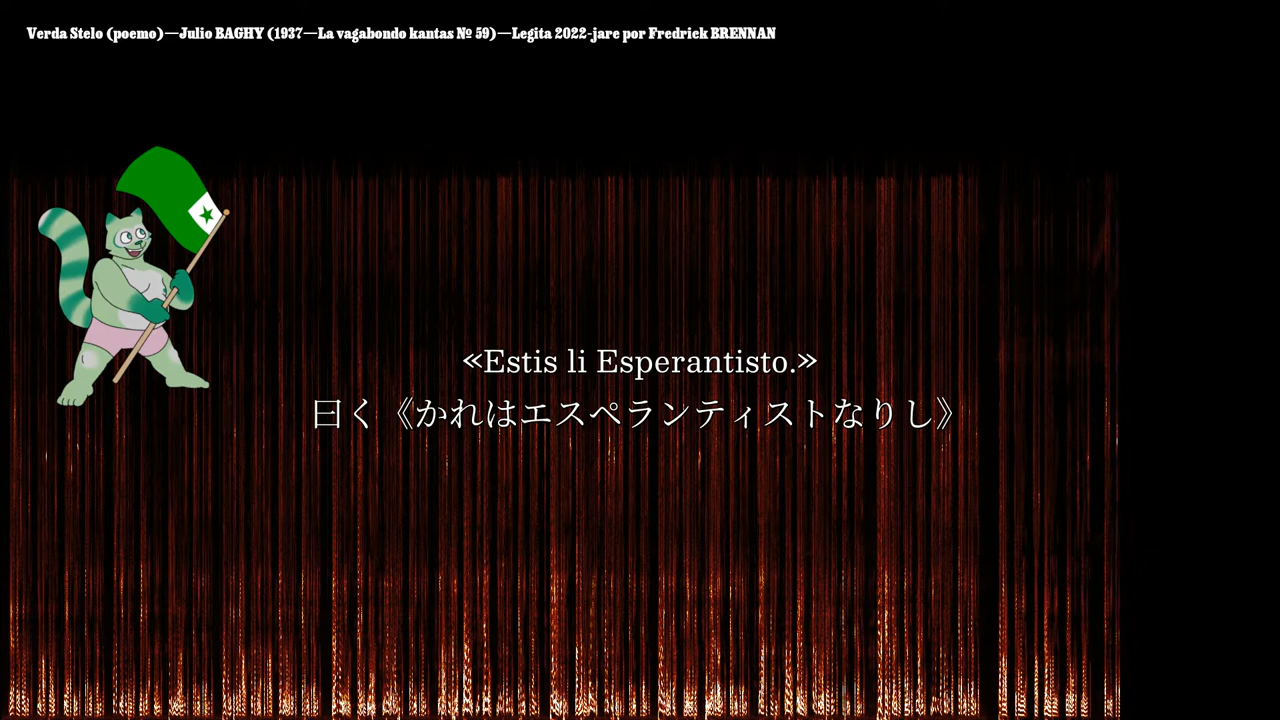 Verda Stelo (poemo)—Julio BAGHY (1937—La vagabondo kantas № 59)—Legita 2022-jare por Fredrick BRENNAN
≪Estis li Esperantisto.≫
曰く《かれはエスペランティストなりし》